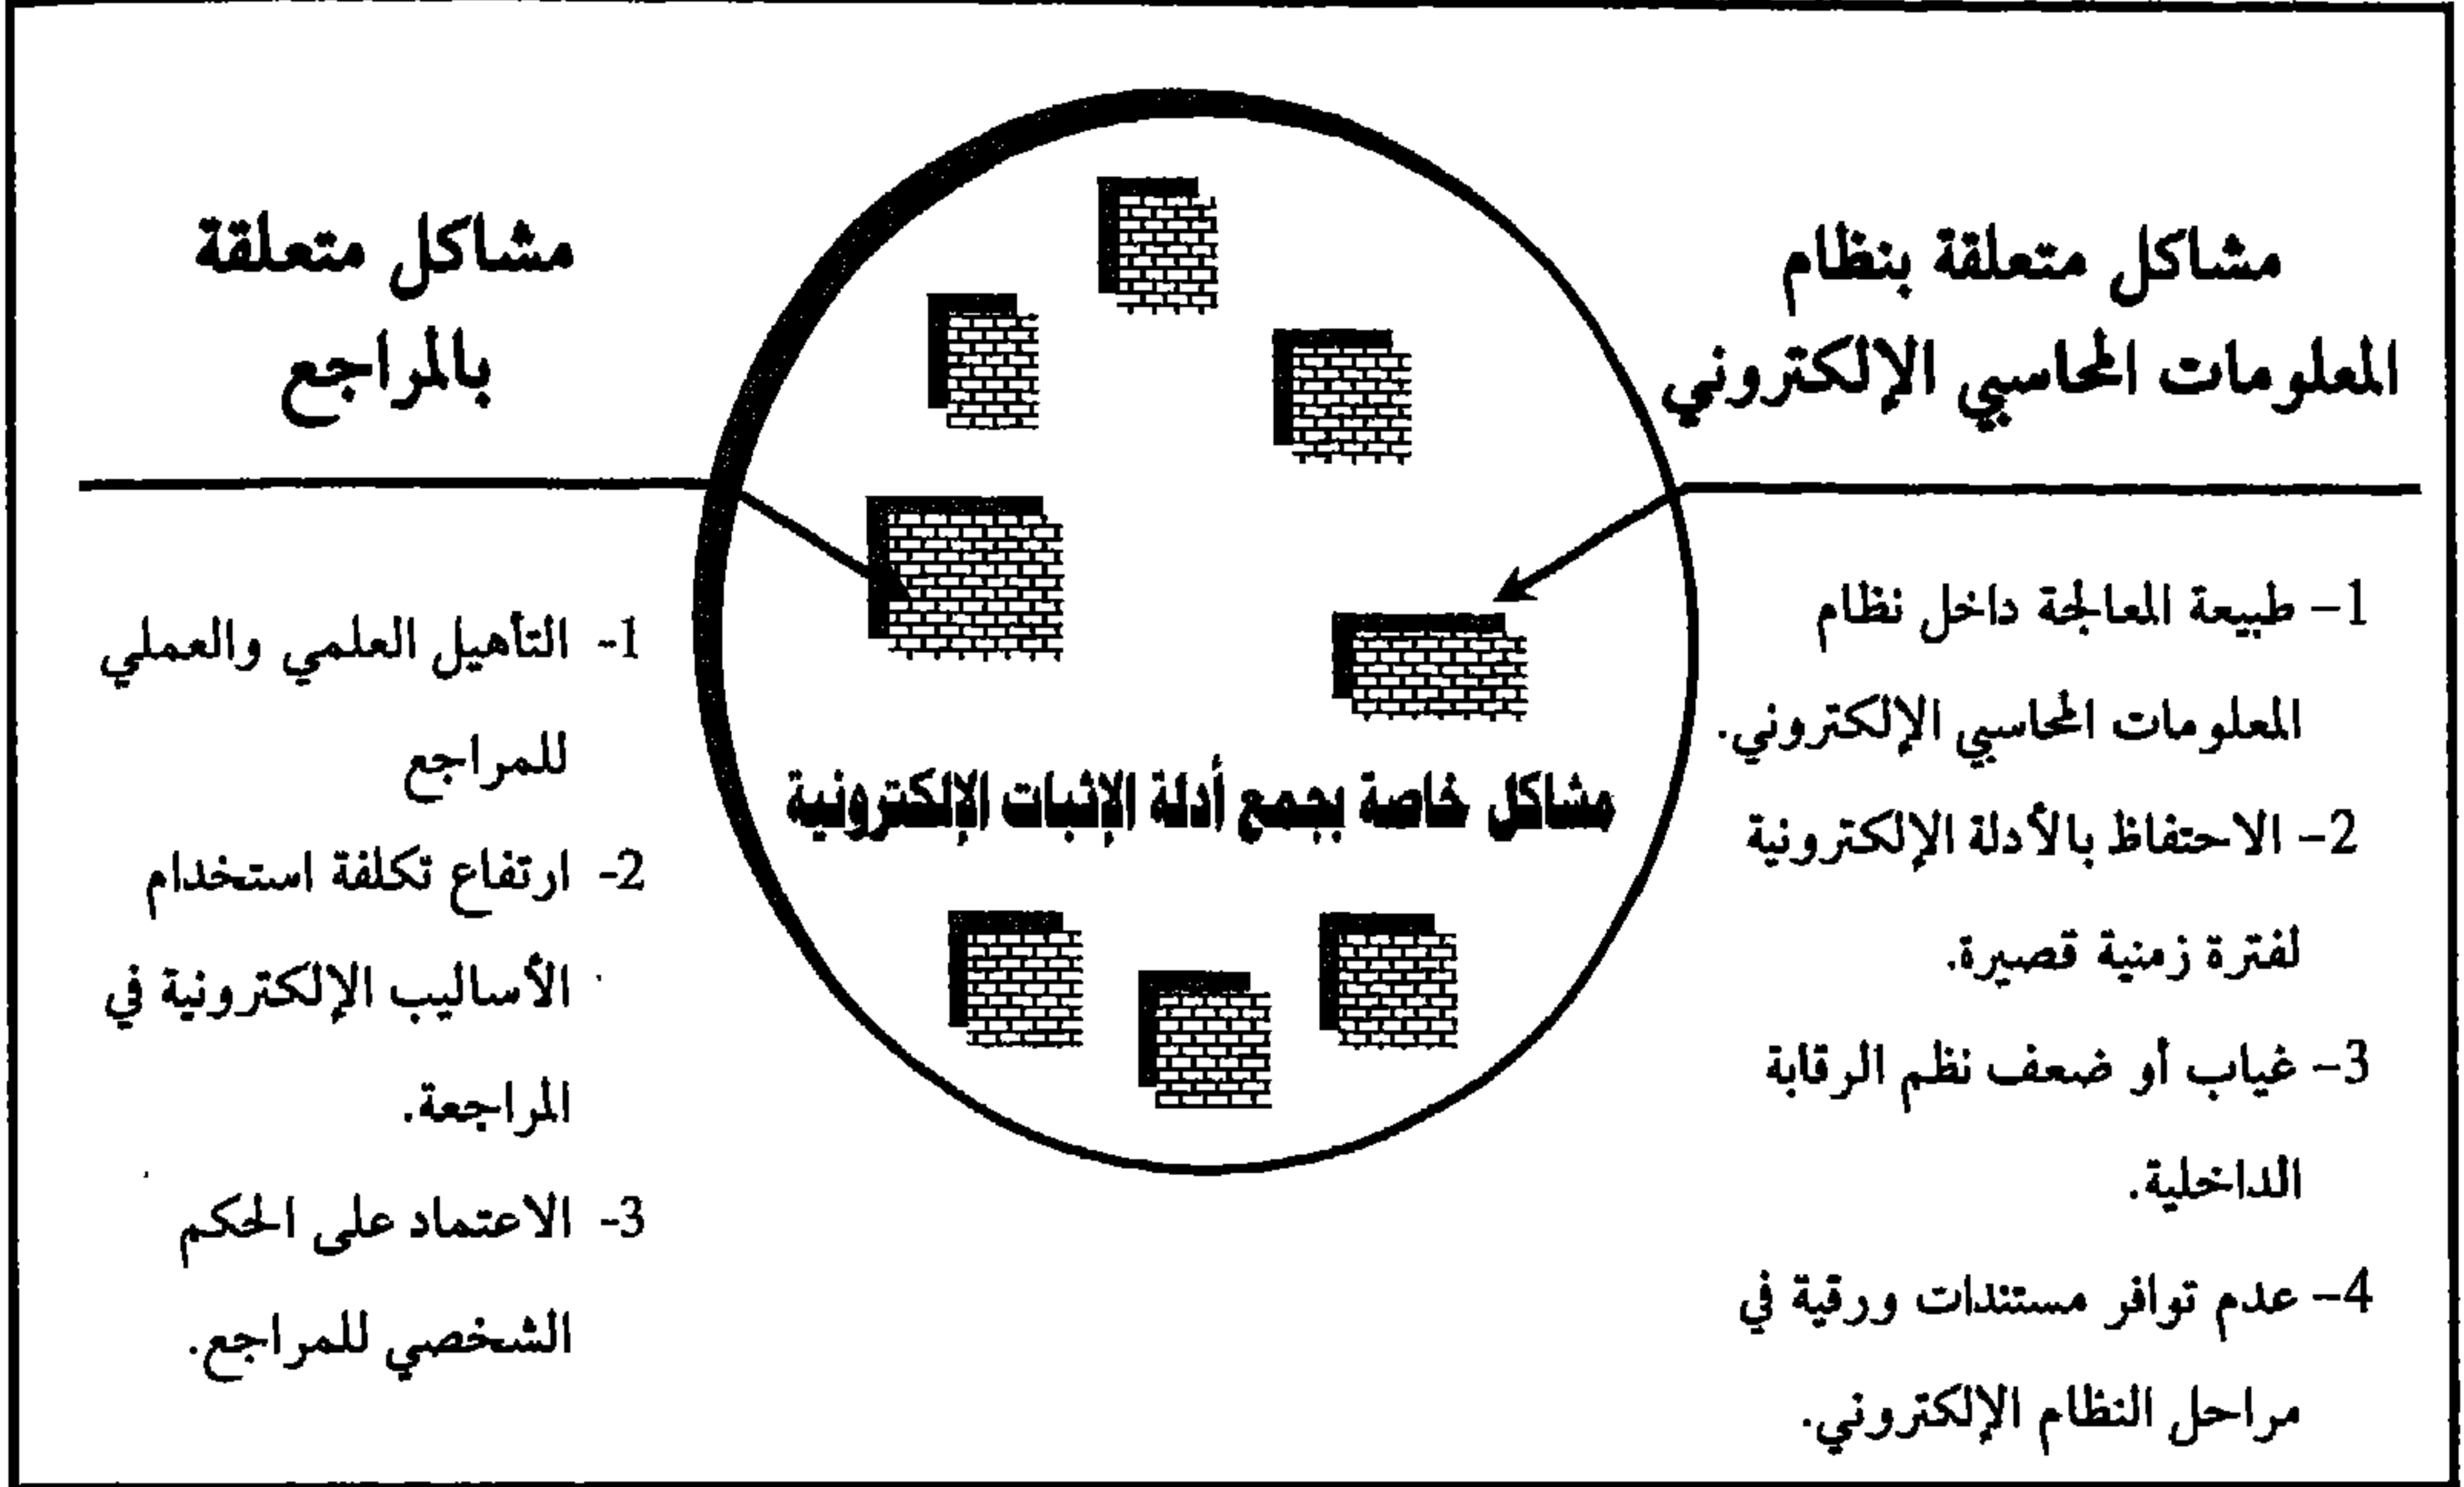 مشاكل متعلقة بنظام
المعلومات المحاسبي الإلكتروني
1– طبيعة المعالجة داخل نظام
المعلومات المحاسبي الإلكتروني.
2– الاحتفاظ بالأدلة الإلكترونية
لفترة زمنية قصيرة.
3– غياب أو ضعف نظم الرقابة
الداخلية.
4– عدم توافر مستندات ورقية في
مراحل النظام الإلكتروني.
مشاكل خاصة بجمع أدلة الإثبات الإلكترونية
مشاكل متعلقة
بالمراجع
1- التأهيل العلمي والعملي
للمراجع
2- ارتفاع تكلفة استخدام
الأساليب الإلكترونية في
المراجعة.
3- الاعتماد على الحكم
الشخصي للمراجع.